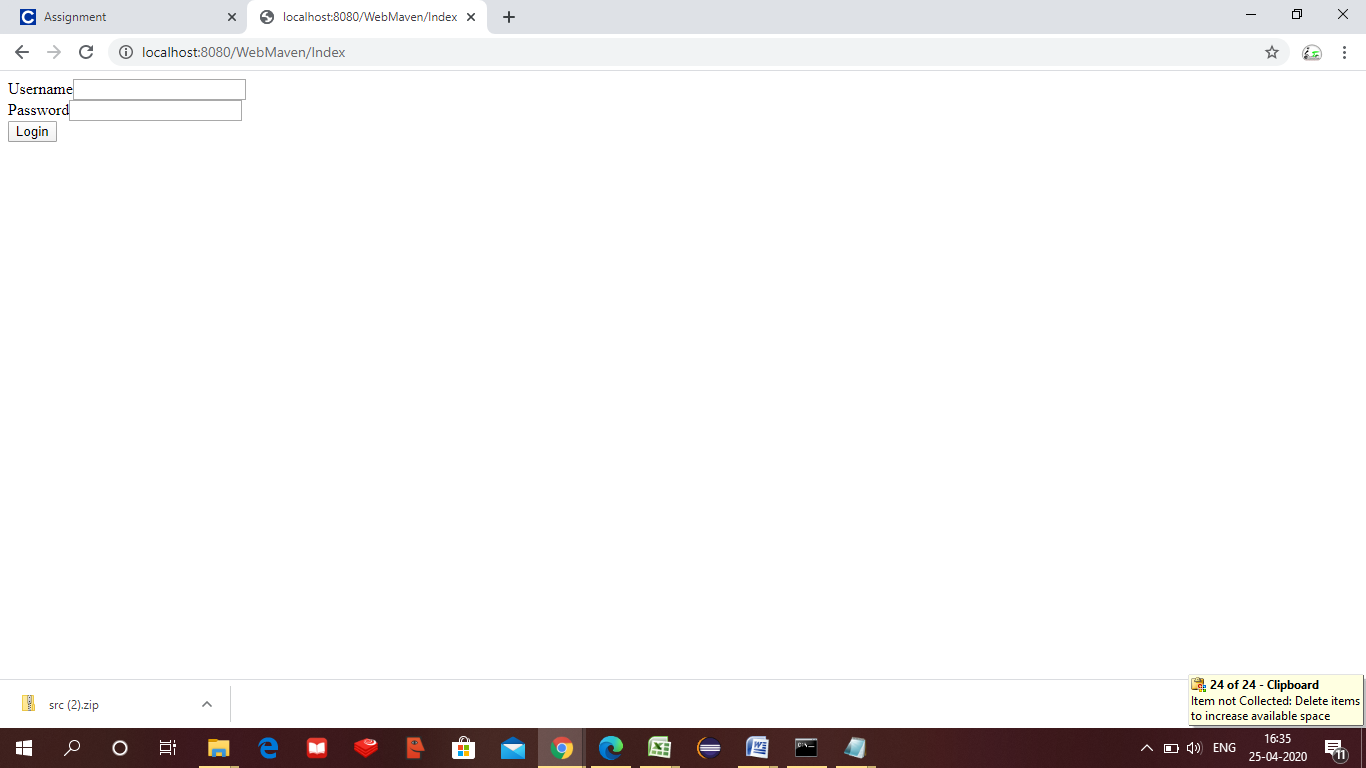 Assignment
localhost:8080/WebMaven/Index
localhost:8080/WebMaven/Index
Username
Password
Login
src (2).zip
24 of 24 - Clipboard
Item not Collected: Delete items
to increase available space
ENG
16:35
25-04-2020
11